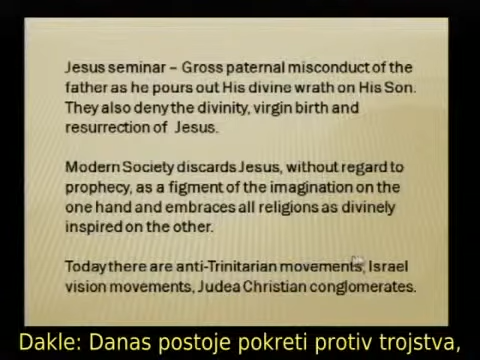 Jesus seminar – Gross paternal misconduct of the
father as he pours out His divine wrath on His Son.
They also deny the divinity, virgin birth and
resurrection of Jesus.
Modern Society discards Jesus, without regard to
prophecy, as a figment of the imagination on the
one hand and embraces all religions as divinely
inspired on the other.
Today there are anti-Trinitarian movements, Israel
vision movements, Judea Christian conglomerates.
Dakle: Danas postoje pokreti protiv trojstva,